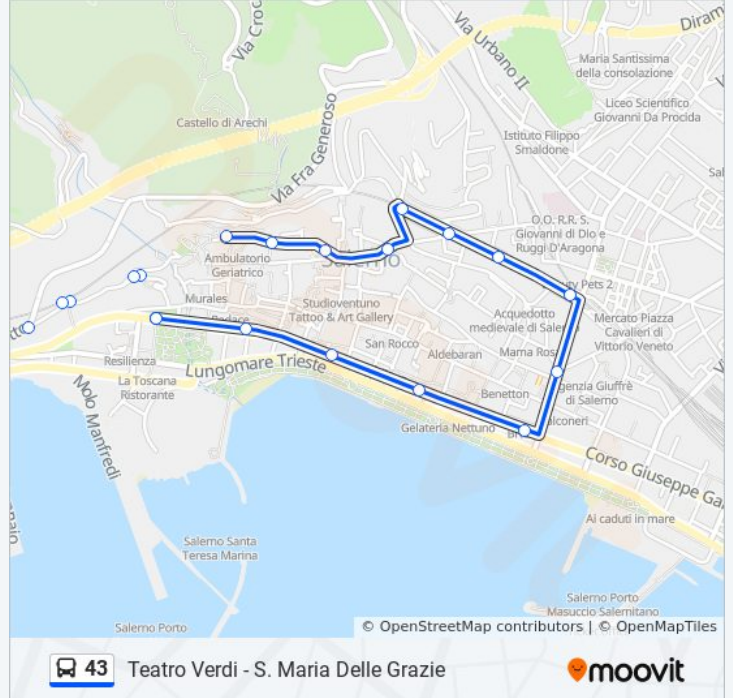 Diram
Via Croc
Via Urbano II
Maria Santissima
della consolazione
Liceo Scientifico
Giovanni Da Procida
Castello di Arechi
Istituto Filippo
Smaldone
Via Fra Generoso
Sal
O.O. R.R. S.
Giovanni di Dio e
Ruggi D'Aragona
Salerno
Ambulatorio
Geriatrico
uty Pets 2
Murales
Studioventuno
Tattoo & Art Gallery
Acquedotto
medievale di Salerno
Mercato Piazza
Cavalieri di
Vittorio Veneto
San Rocco
Aldebaran
Mama Ros
Resilienza
Lungomare Trieste
La Toscana
Ristorante
Benetton
genzia Giuffrè
di Salerno
Molo Manfredi
Gelateria Nettuno
alconeri
Corso Giuseppe Ga
Ai caduti in mare
Salerno Santa
Teresa Marina
Salerno Porto
Masuccio Salernitano
Salerno Porto
© OpenStreetMap contributors | © OpenMapTiles
43 Teatro Verdi - S. Maria Delle Grazie
moovit